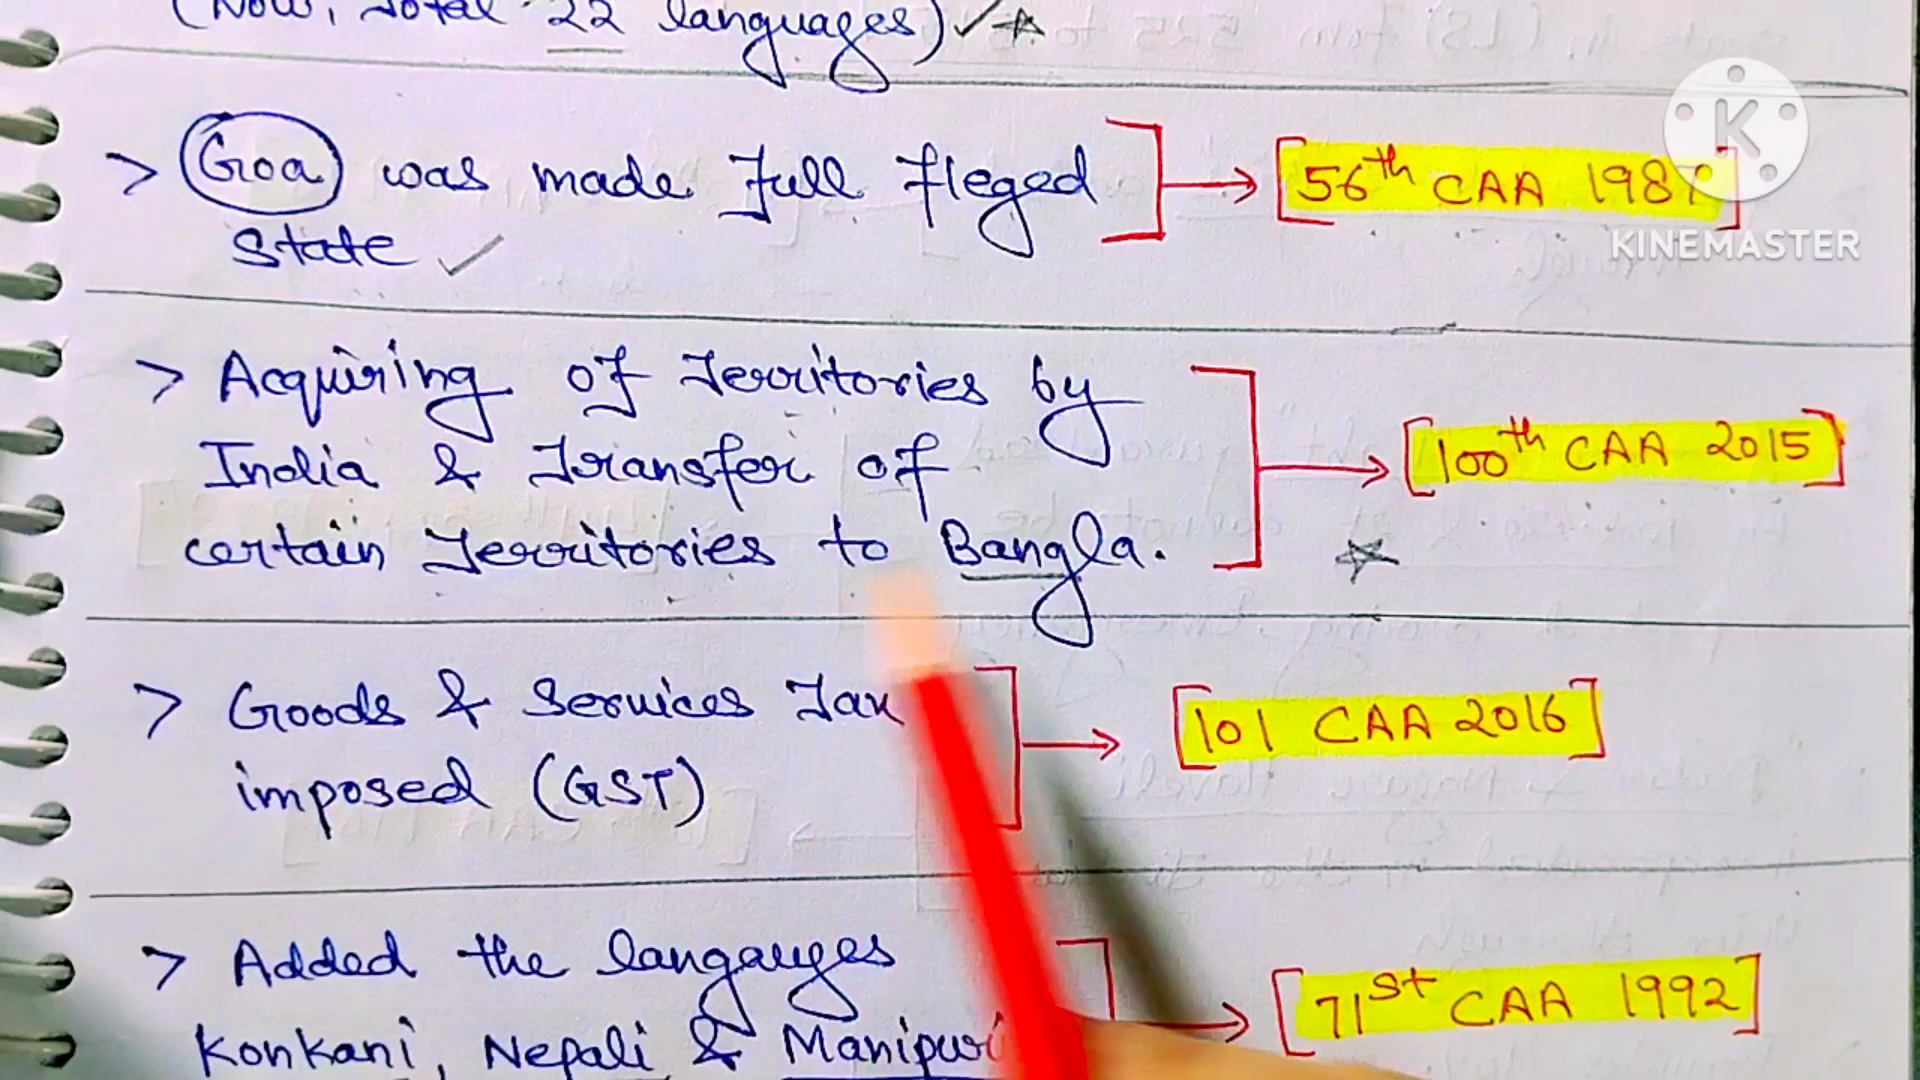 (Now, Total 22 languages)
> Goa was made Full fleged
State
[56th CAA 1987]
KINEMASTER
> Acquiring of Territories by
India & Transfer of
certain Territories to Bangla.
[100th CAA 2015]
> Goods & Services Tax
imposed (GST)
[101 CAA 2016]
> Added the langauges
Konkani, Nepali & Manipuri
[71st CAA 1992]